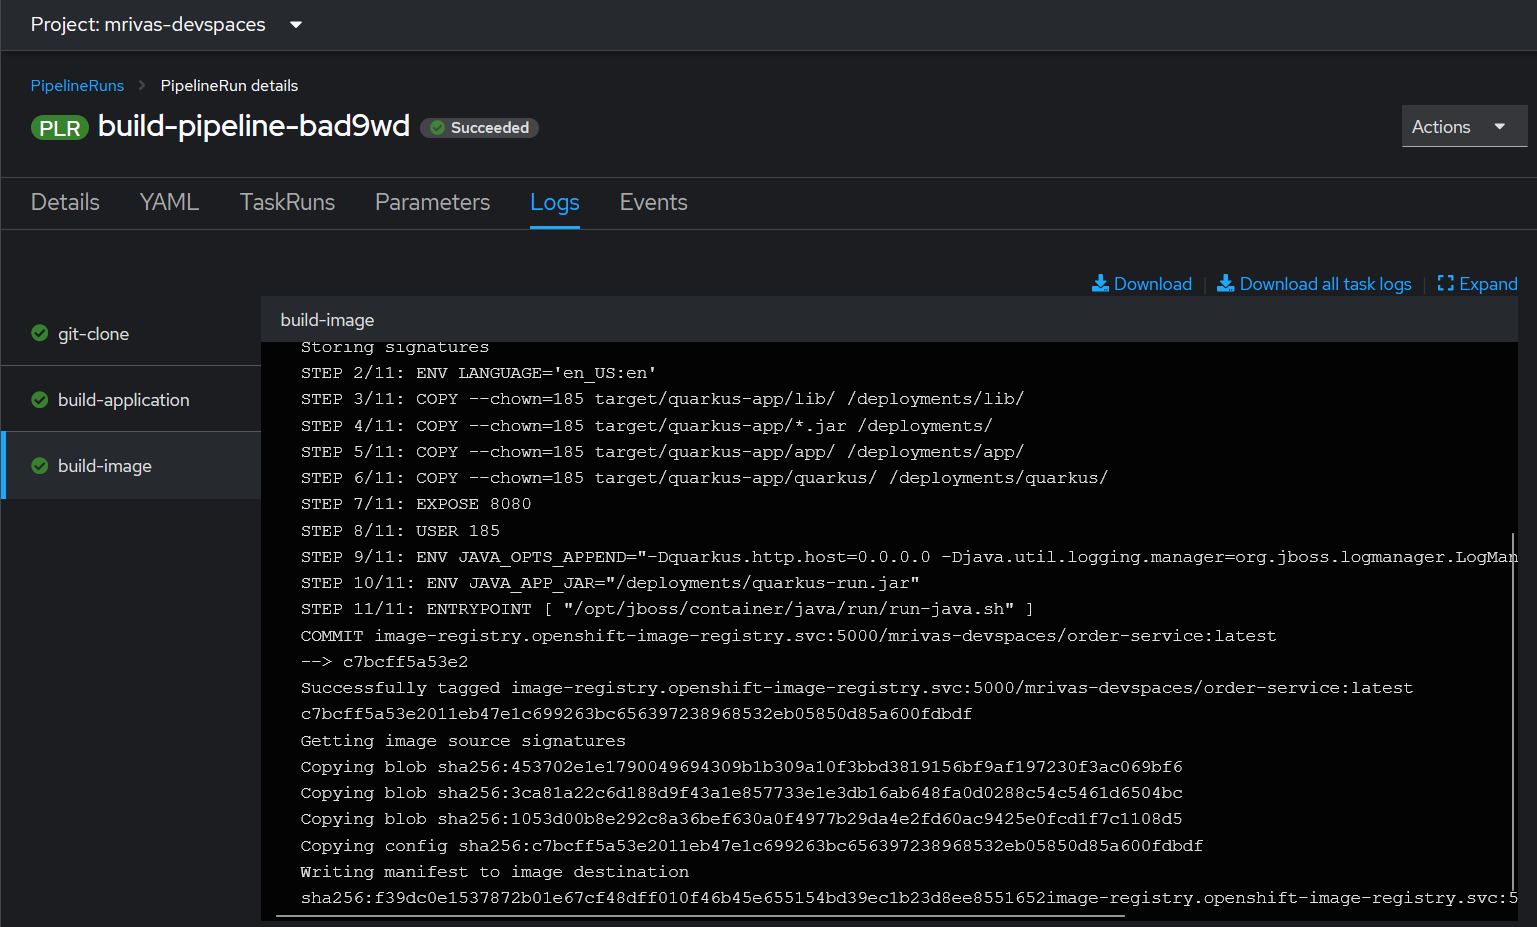 Project: mrivas-devspaces
PipelineRuns > PipelineRun details
PLR build-pipeline-bad9wd Succeeded
Actions
Details YAML TaskRuns Parameters Logs Events
Download Download all task logs Expand
git-clone
build-application
build-image
build-image
Storing signatures
STEP 2/11: ENV LANGUAGE='en_US:en'
STEP 3/11: COPY --chown=185 target/quarkus-app/lib/ /deployments/lib/
STEP 4/11: COPY --chown=185 target/quarkus-app/*.jar /deployments/
STEP 5/11: COPY --chown=185 target/quarkus-app/app/ /deployments/app/
STEP 6/11: COPY --chown=185 target/quarkus-app/quarkus/ /deployments/quarkus/
STEP 7/11: EXPOSE 8080
STEP 8/11: USER 185
STEP 9/11: ENV JAVA_OPTS_APPEND="-Dquarkus.http.host=0.0.0.0 -Djava.util.logging.manager=org.jboss.logmanager.LogMan
STEP 10/11: ENV JAVA_APP_JAR="/deployments/quarkus-run.jar"
STEP 11/11: ENTRYPOINT [ "/opt/jboss/container/java/run/run-java.sh" ]
COMMIT image-registry.openshift-image-registry.svc:5000/mrivas-devspaces/order-service:latest
--> c7bcff5a53e2
Successfully tagged image-registry.openshift-image-registry.svc:5000/mrivas-devspaces/order-service:latest
c7bcff5a53e2011eb47e1c699263bc656397238968532eb05850d85a600fdbdf
Getting image source signatures
Copying blob sha256:453702e1e1790049694309b1b309a10f3bbd3819156bf9af197230f3ac069bf6
Copying blob sha256:3ca81a22c6d188d9f43a1e857733e1e3db16ab648fa0d0288c54c5461d6504bc
Copying blob sha256:1053d00b8e292c8a36bef630a0f4977b29da4e2fd60ac9425e0fcd1f7c1108d5
Copying config sha256:c7bcff5a53e2011eb47e1c699263bc656397238968532eb05850d85a600fdbdf
Writing manifest to image destination
sha256:f39dc0e1537872b01e67cf48dff010f46b45e655154bd39ec1b23d8ee8551652image-registry.openshift-image-registry.svc:5